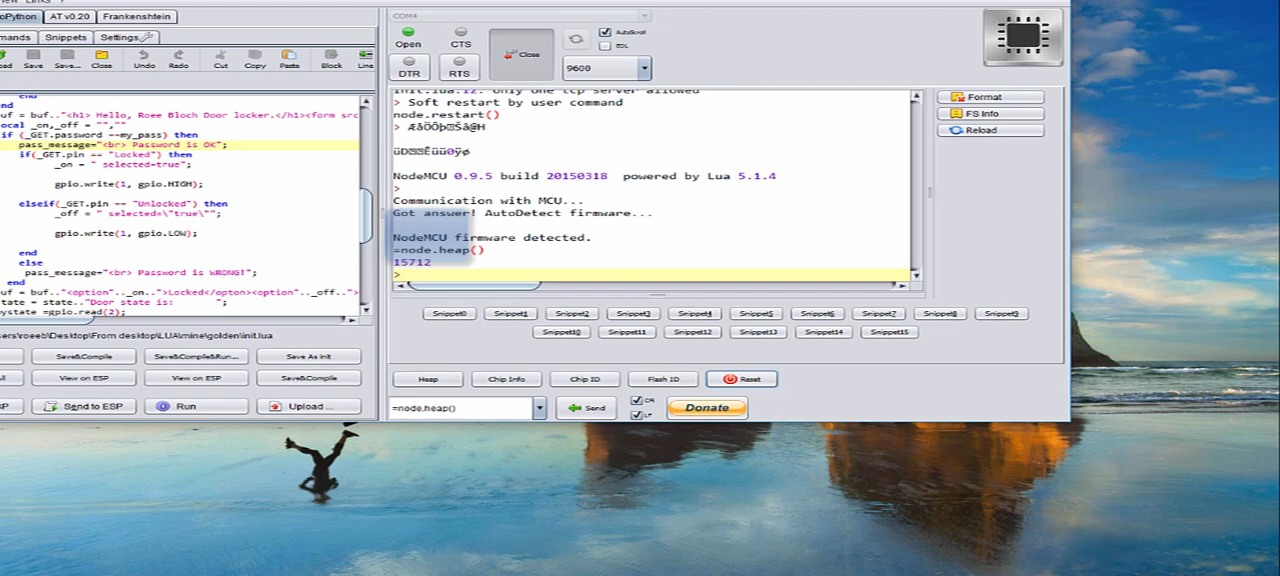 View Links ?
oPython AT v0.20 Frankenshtein
mands Snippets Settings
ad Save Save... Close Undo Redo Cut Copy Paste Block Line
end
nd
uf = buf.."<h1> Hello, Roee Bloch Door locker.</h1><form src
ocal _on,_off = "",""
if (_GET.password ==my_pass) then
pass_message="<br> Password is OK";
if(_GET.pin == "Locked") then
_on = " selected=true";
gpio.write(1, gpio.HIGH);
elseif(_GET.pin == "Unlocked") then
_off = " selected=\"true\"";
gpio.write(1, gpio.LOW);
end
else
pass_message="<br> Password is WRONG!";
end
uf = buf.."<option".._on..">Locked</opton><option".._off..">
state = state.."Door state is: ";
ystate =gpio.read(2);
sers\roeeb\Desktop\From desktop\LUA\mine\golden\init.lua
Save&Compile Save&Compile&Run... Save As init
All View on ESP View on ESP Save&Compile
SP Send to ESP Run Upload ...
COM4
Open CTS Close AutoScroll
EOL
DTR RTS 9600
init.lua:12: only one tcp server allowed
> Soft restart by user command
node.restart()
NodeMCU 0.9.5 build 20150318 powered by Lua 5.1.4
>
Communication with MCU...
Got answer! AutoDetect firmware...
NodeMCU firmware detected.
=node.heap()
15712
>
Format
FS Info
Reload
Snippet0 Snippet1 Snippet2 Snippet3 Snippet4 Snippet5 Snippet6 Snippet7 Snippet8 Snippet9
Snippet10 Snippet11 Snippet12 Snippet13 Snippet14 Snippet15
Heap Chip Info Chip ID Flash ID Reset
=node.heap() Send CR Donate
LF